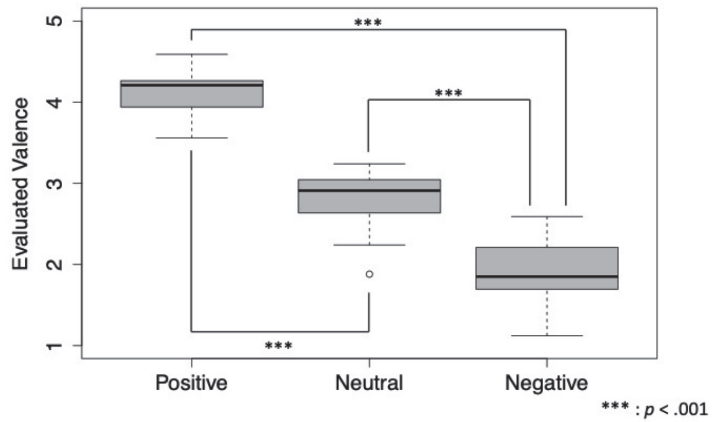 5
***
4
***
Evaluated Valence
3
2
1
***
Positive Neutral Negative
*** : p < .001